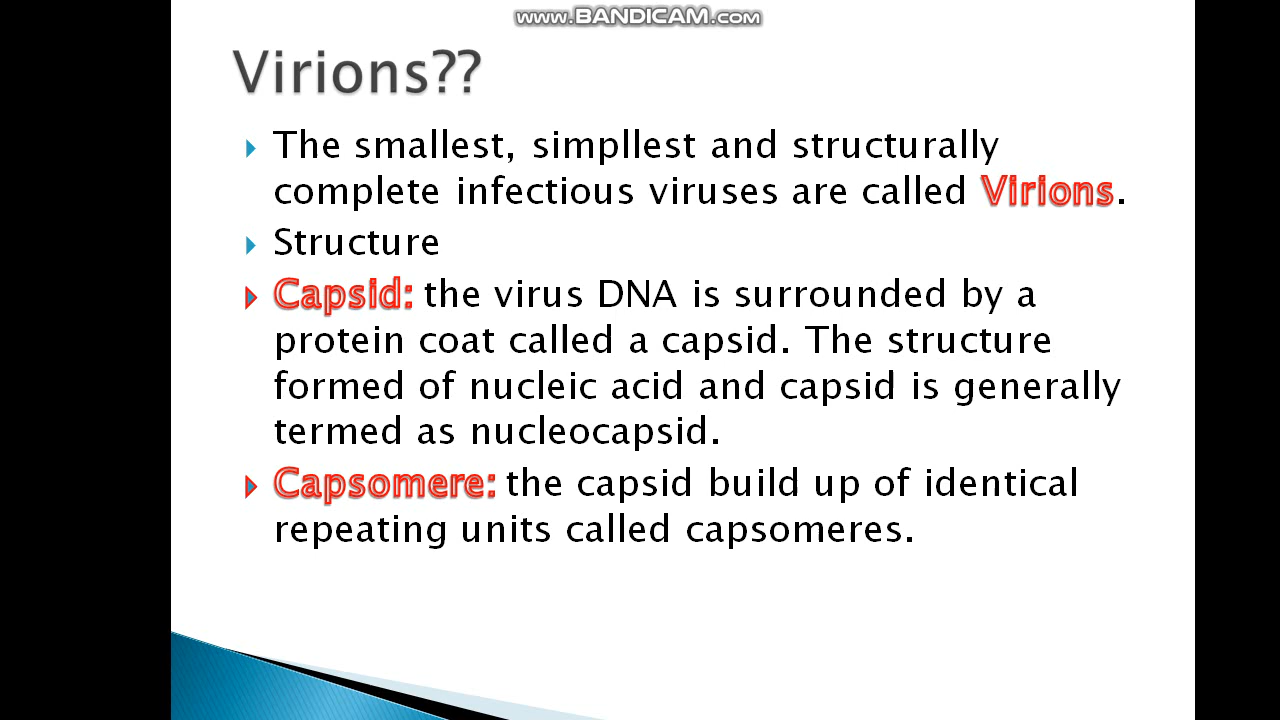 www.BANDICAM.com
Virions??
The smallest, simpllest and structurally
complete infectious viruses are called Virions.
Structure
Capsid: the virus DNA is surrounded by a
protein coat called a capsid. The structure
formed of nucleic acid and capsid is generally
termed as nucleocapsid.
Capsomere: the capsid build up of identical
repeating units called capsomeres.